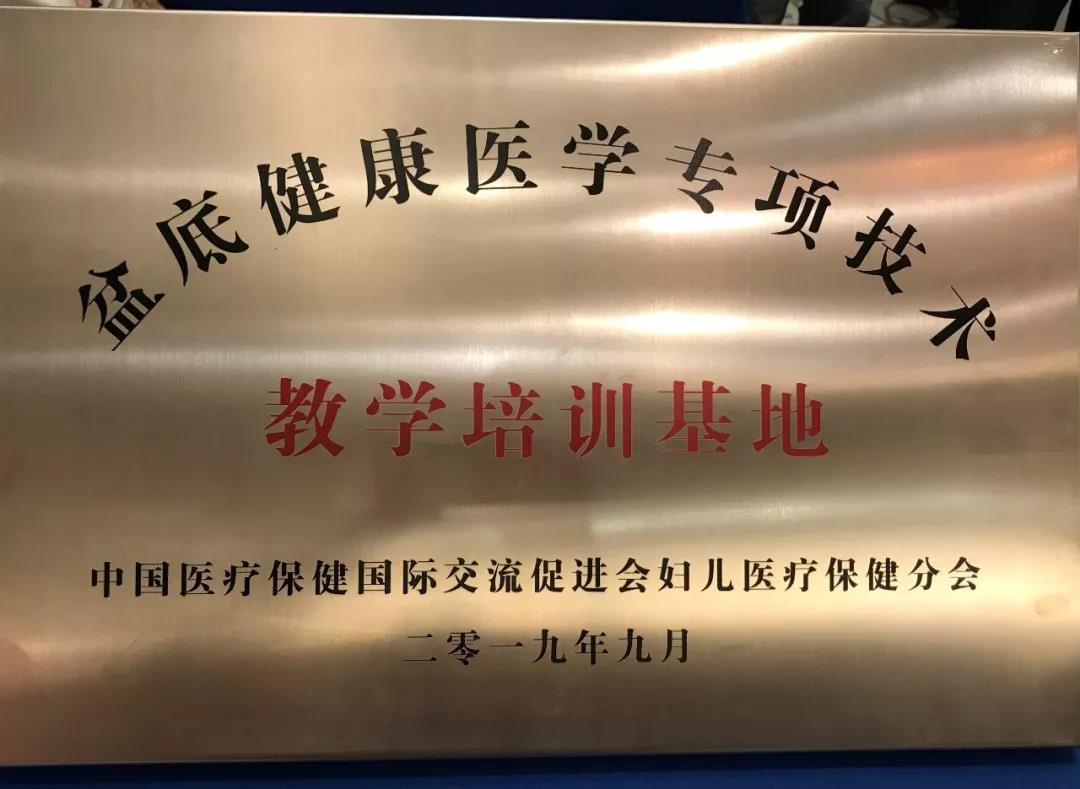 盆底健康医学专项技术
教学培训基地
中国医疗保健国际交流促进会妇儿医疗保健分会
二零一九年九月